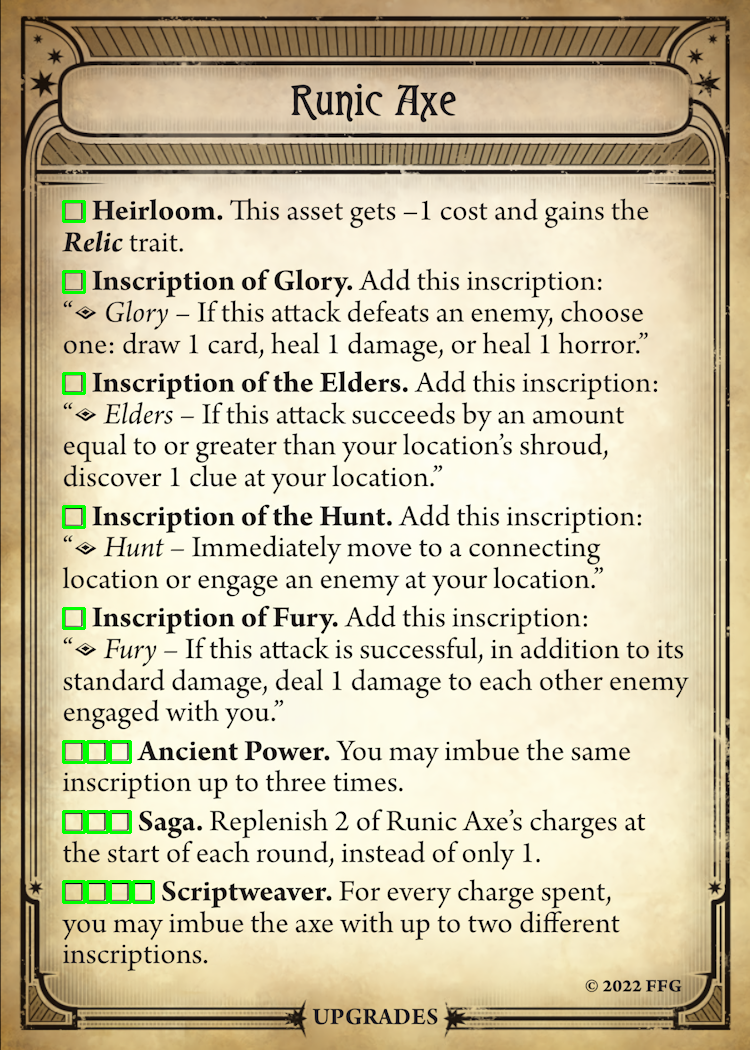 Runic Axe
□ Heirloom. This asset gets –1 cost and gains the
Relic trait.
□ Inscription of Glory. Add this inscription:
“ Glory – If this attack defeats an enemy, choose
one: draw 1 card, heal 1 damage, or heal 1 horror.”
□ Inscription of the Elders. Add this inscription:
“ Elders – If this attack succeeds by an amount
equal to or greater than your location’s shroud,
discover 1 clue at your location.”
□ Inscription of the Hunt. Add this inscription:
“ Hunt – Immediately move to a connecting
location or engage an enemy at your location.”
□ Inscription of Fury. Add this inscription:
“ Fury – If this attack is successful, in addition to its
standard damage, deal 1 damage to each other enemy
engaged with you.”
□□□ Ancient Power. You may imbue the same
inscription up to three times.
□□□ Saga. Replenish 2 of Runic Axe’s charges at
the start of each round, instead of only 1.
□□□□ Scriptweaver. For every charge spent,
you may imbue the axe with up to two different
inscriptions.
© 2022 FFG
UPGRADES